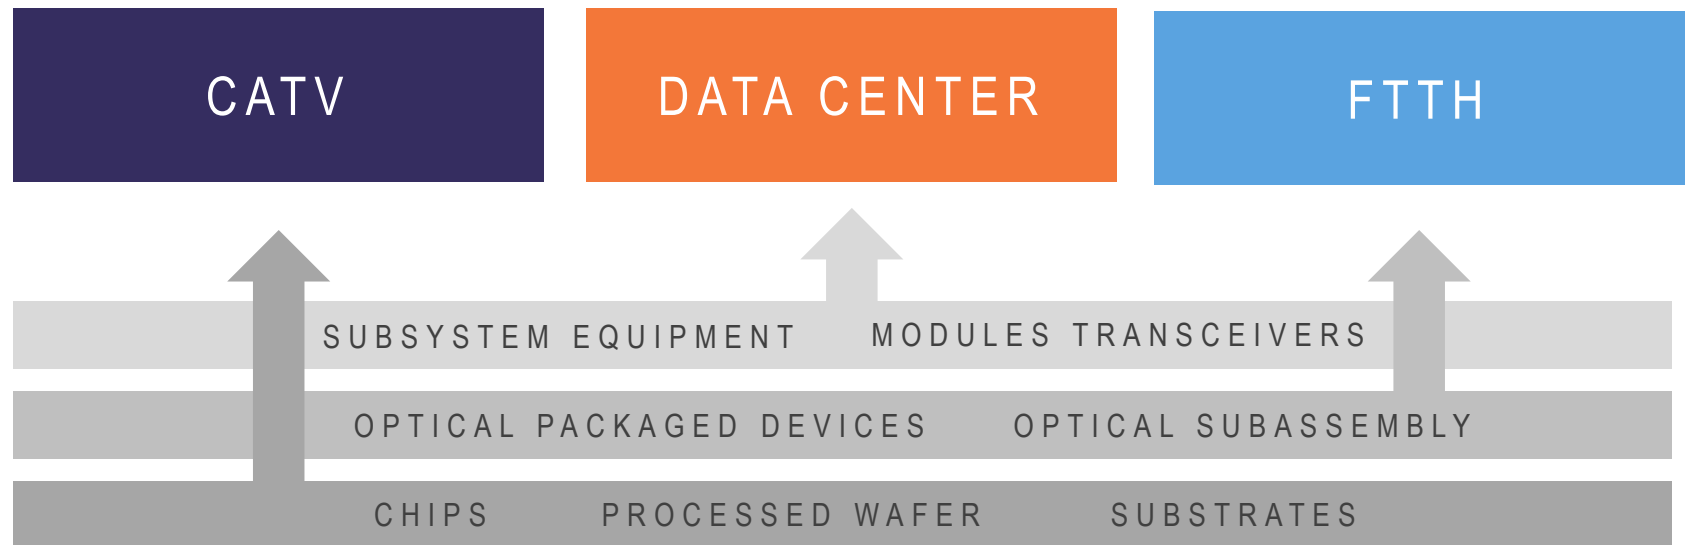 CATV
DATA CENTER
FTTH
SUBSYSTEM EQUIPMENT
MODULES TRANSCEIVERS
OPTICAL PACKAGED DEVICES
OPTICAL SUBASSEMBLY
CHIPS
PROCESSED WAFER
SUBSTRATES